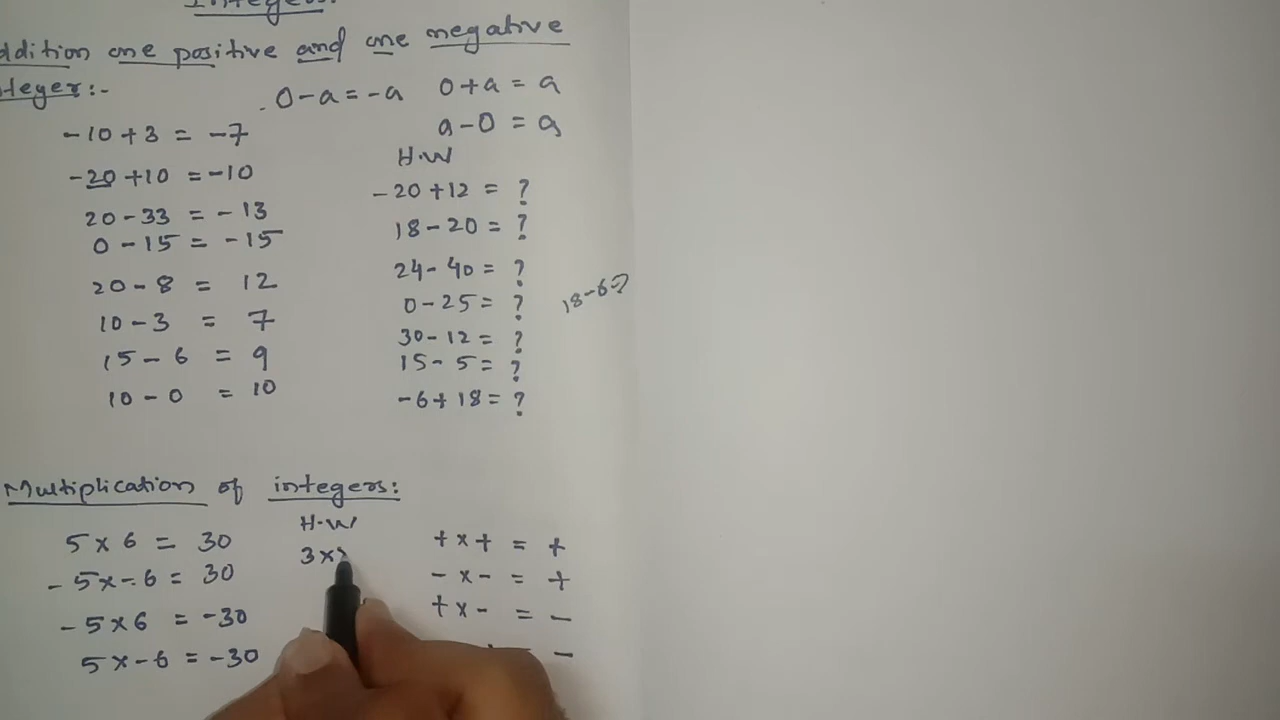 Integers:
ddition one positive and one negative
nteger:-
0-a=-a
0+a=a
a-0=a
-10+3=-7
-20+10=-10
20-33=-13
0-15=-15
20-8=12
10-3=7
15-6=9
10-0=10
H.W
-20+12=?
18-20=?
24-40=?
0-25=?
30-12=?
15-5=?
-6+18=?
18-6=?
Multiplication of integers:
5x6=30
-5x-6=30
-5x6=-30
5x-6=-30
H.W
3x
+x+=+
-x-=+
+x-=-
-